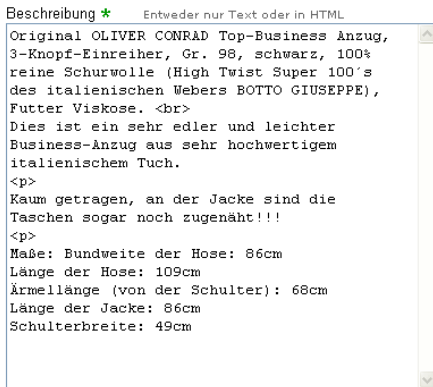 Beschreibung * Entweder nur Text oder in HTML
Original OLIVER CONRAD Top-Business Anzug,
3-Knopf-Einreiher, Gr. 98, schwarz, 100%
reine Schurwolle (High Twist Super 100´s
des italienischen Webers BOTTO GIUSEPPE),
Futter Viskose. <br>
Dies ist ein sehr edler und leichter
Business-Anzug aus sehr hochwertigem
italienischem Tuch.
<p>
Kaum getragen, an der Jacke sind die
Taschen sogar noch zugenäht!!!
<p>
Maße: Bundweite der Hose: 86cm
Länge der Hose: 109cm
Ärmellänge (von der Schulter): 68cm
Länge der Jacke: 86cm
Schulterbreite: 49cm